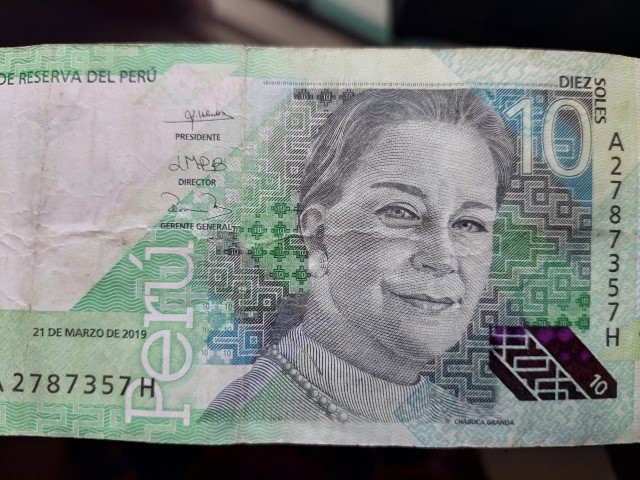 DE RESERVA DEL PERÚ
DIEZ
SOLES
10
PRESIDENTE
DIRECTOR
GERENTE GENERAL
A2787357H
Perú
21 DE MARZO DE 2019
A 2787357 H
10
CHABUCA GRANDA